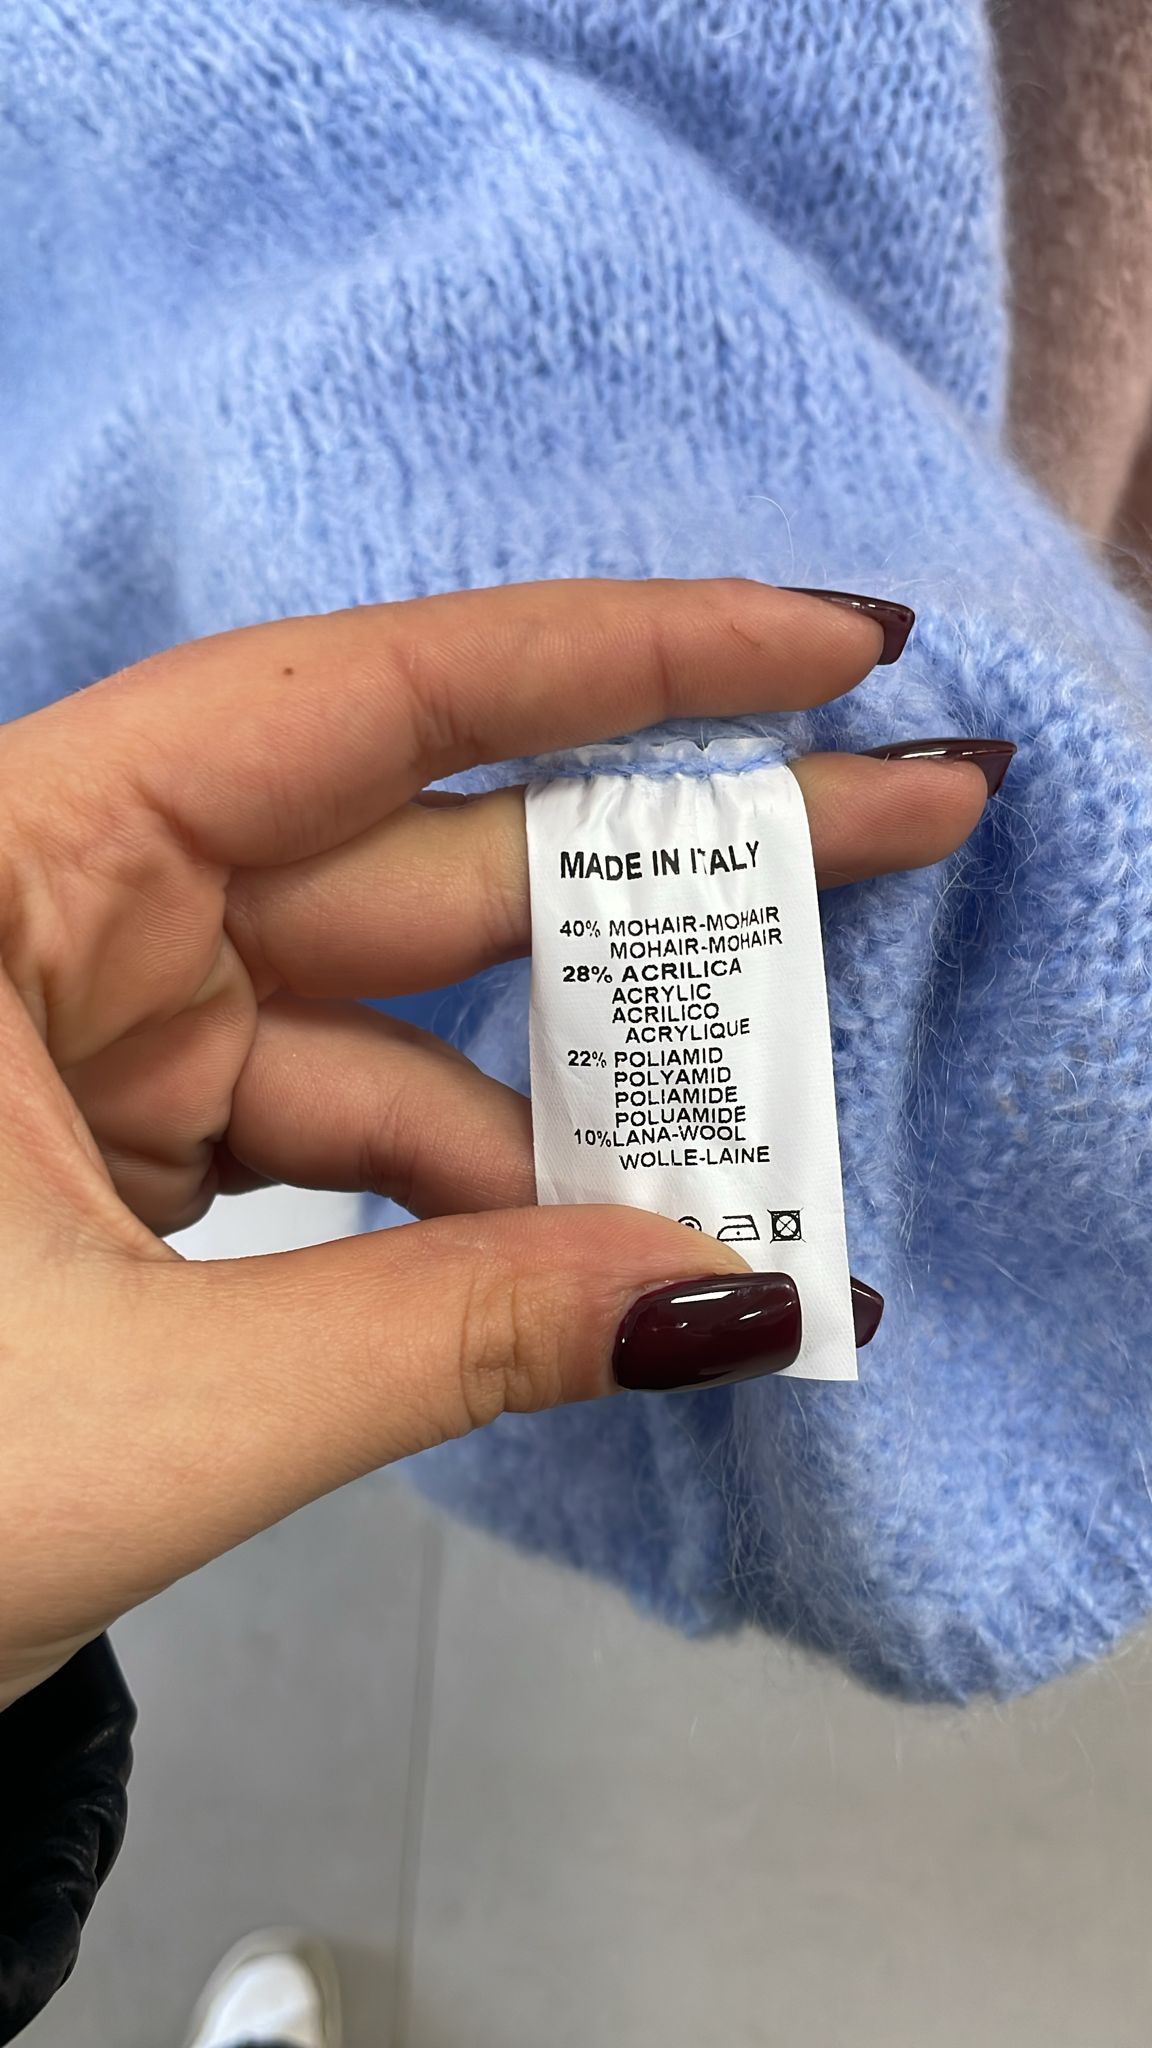 MADE IN ITALY
40% MOHAIR-MOHAIR
MOHAIR-MOHAIR
28% ACRILICA
ACRYLIC
ACRILICO
ACRYLIQUE
22% POLIAMID
POLYAMID
POLIAMIDE
POLUAMIDE
10%LANA-WOOL
WOLLE-LAINE